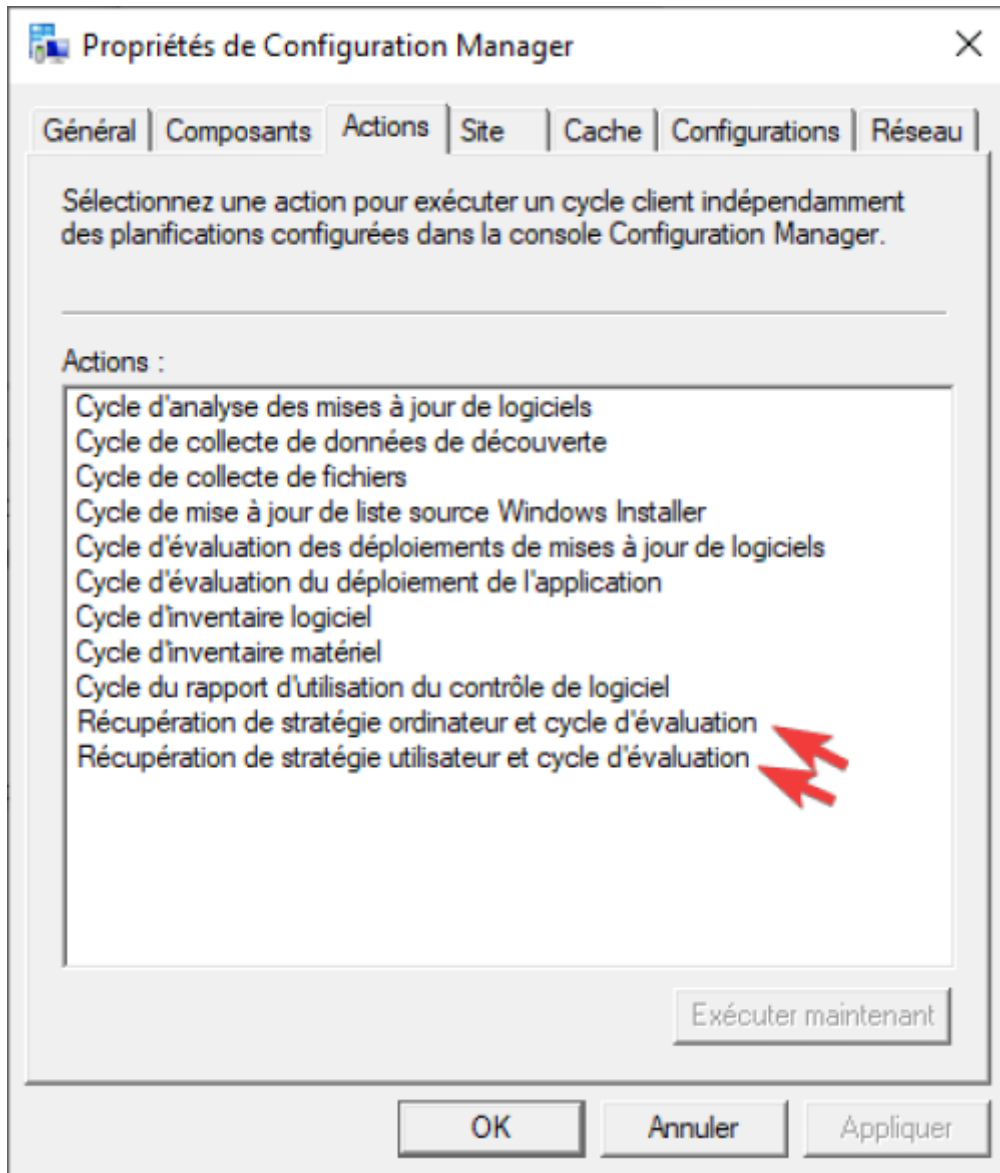 Propriétés de Configuration Manager
Général Composants Actions Site Cache Configurations Réseau
Sélectionnez une action pour exécuter un cycle client indépendamment
des planifications configurées dans la console Configuration Manager.
Actions :
Cycle d'analyse des mises à jour de logiciels
Cycle de collecte de données de découverte
Cycle de collecte de fichiers
Cycle de mise à jour de liste source Windows Installer
Cycle d'évaluation des déploiements de mises à jour de logiciels
Cycle d'évaluation du déploiement de l'application
Cycle d'inventaire logiciel
Cycle d'inventaire matériel
Cycle du rapport d'utilisation du contrôle de logiciel
Récupération de stratégie ordinateur et cycle d'évaluation
Récupération de stratégie utilisateur et cycle d'évaluation
Exécuter maintenant
OK Annuler Appliquer